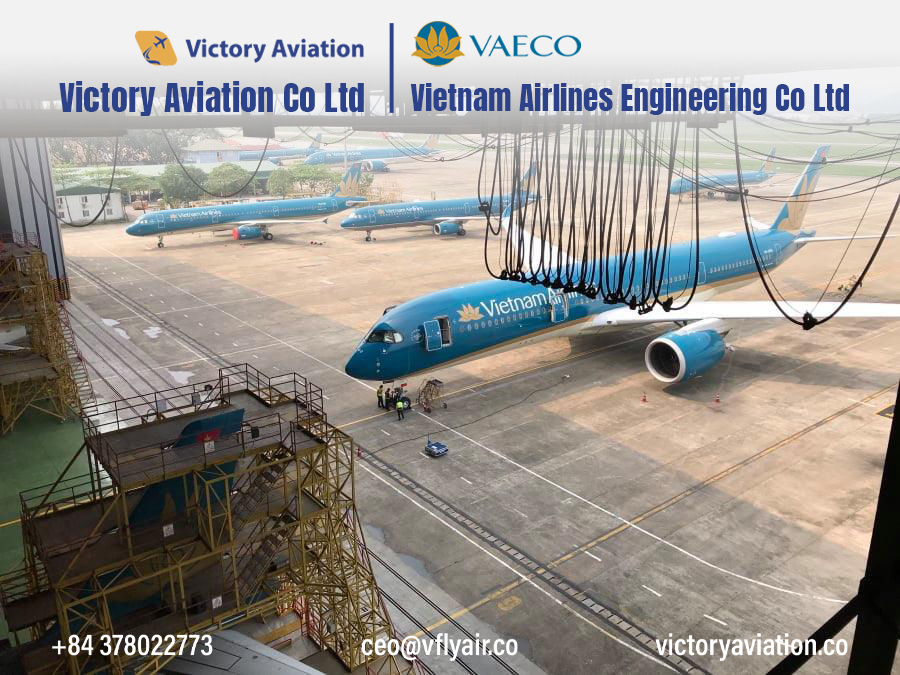 Victory Aviation
VAECO
Victory Aviation Co Ltd
Vietnam Airlines Engineering Co Ltd
Vietnam Airlines
Vietnam Airlines
Vietnam Airlines
+84 378022773
ceo@vflyair.co
victoryaviation.co